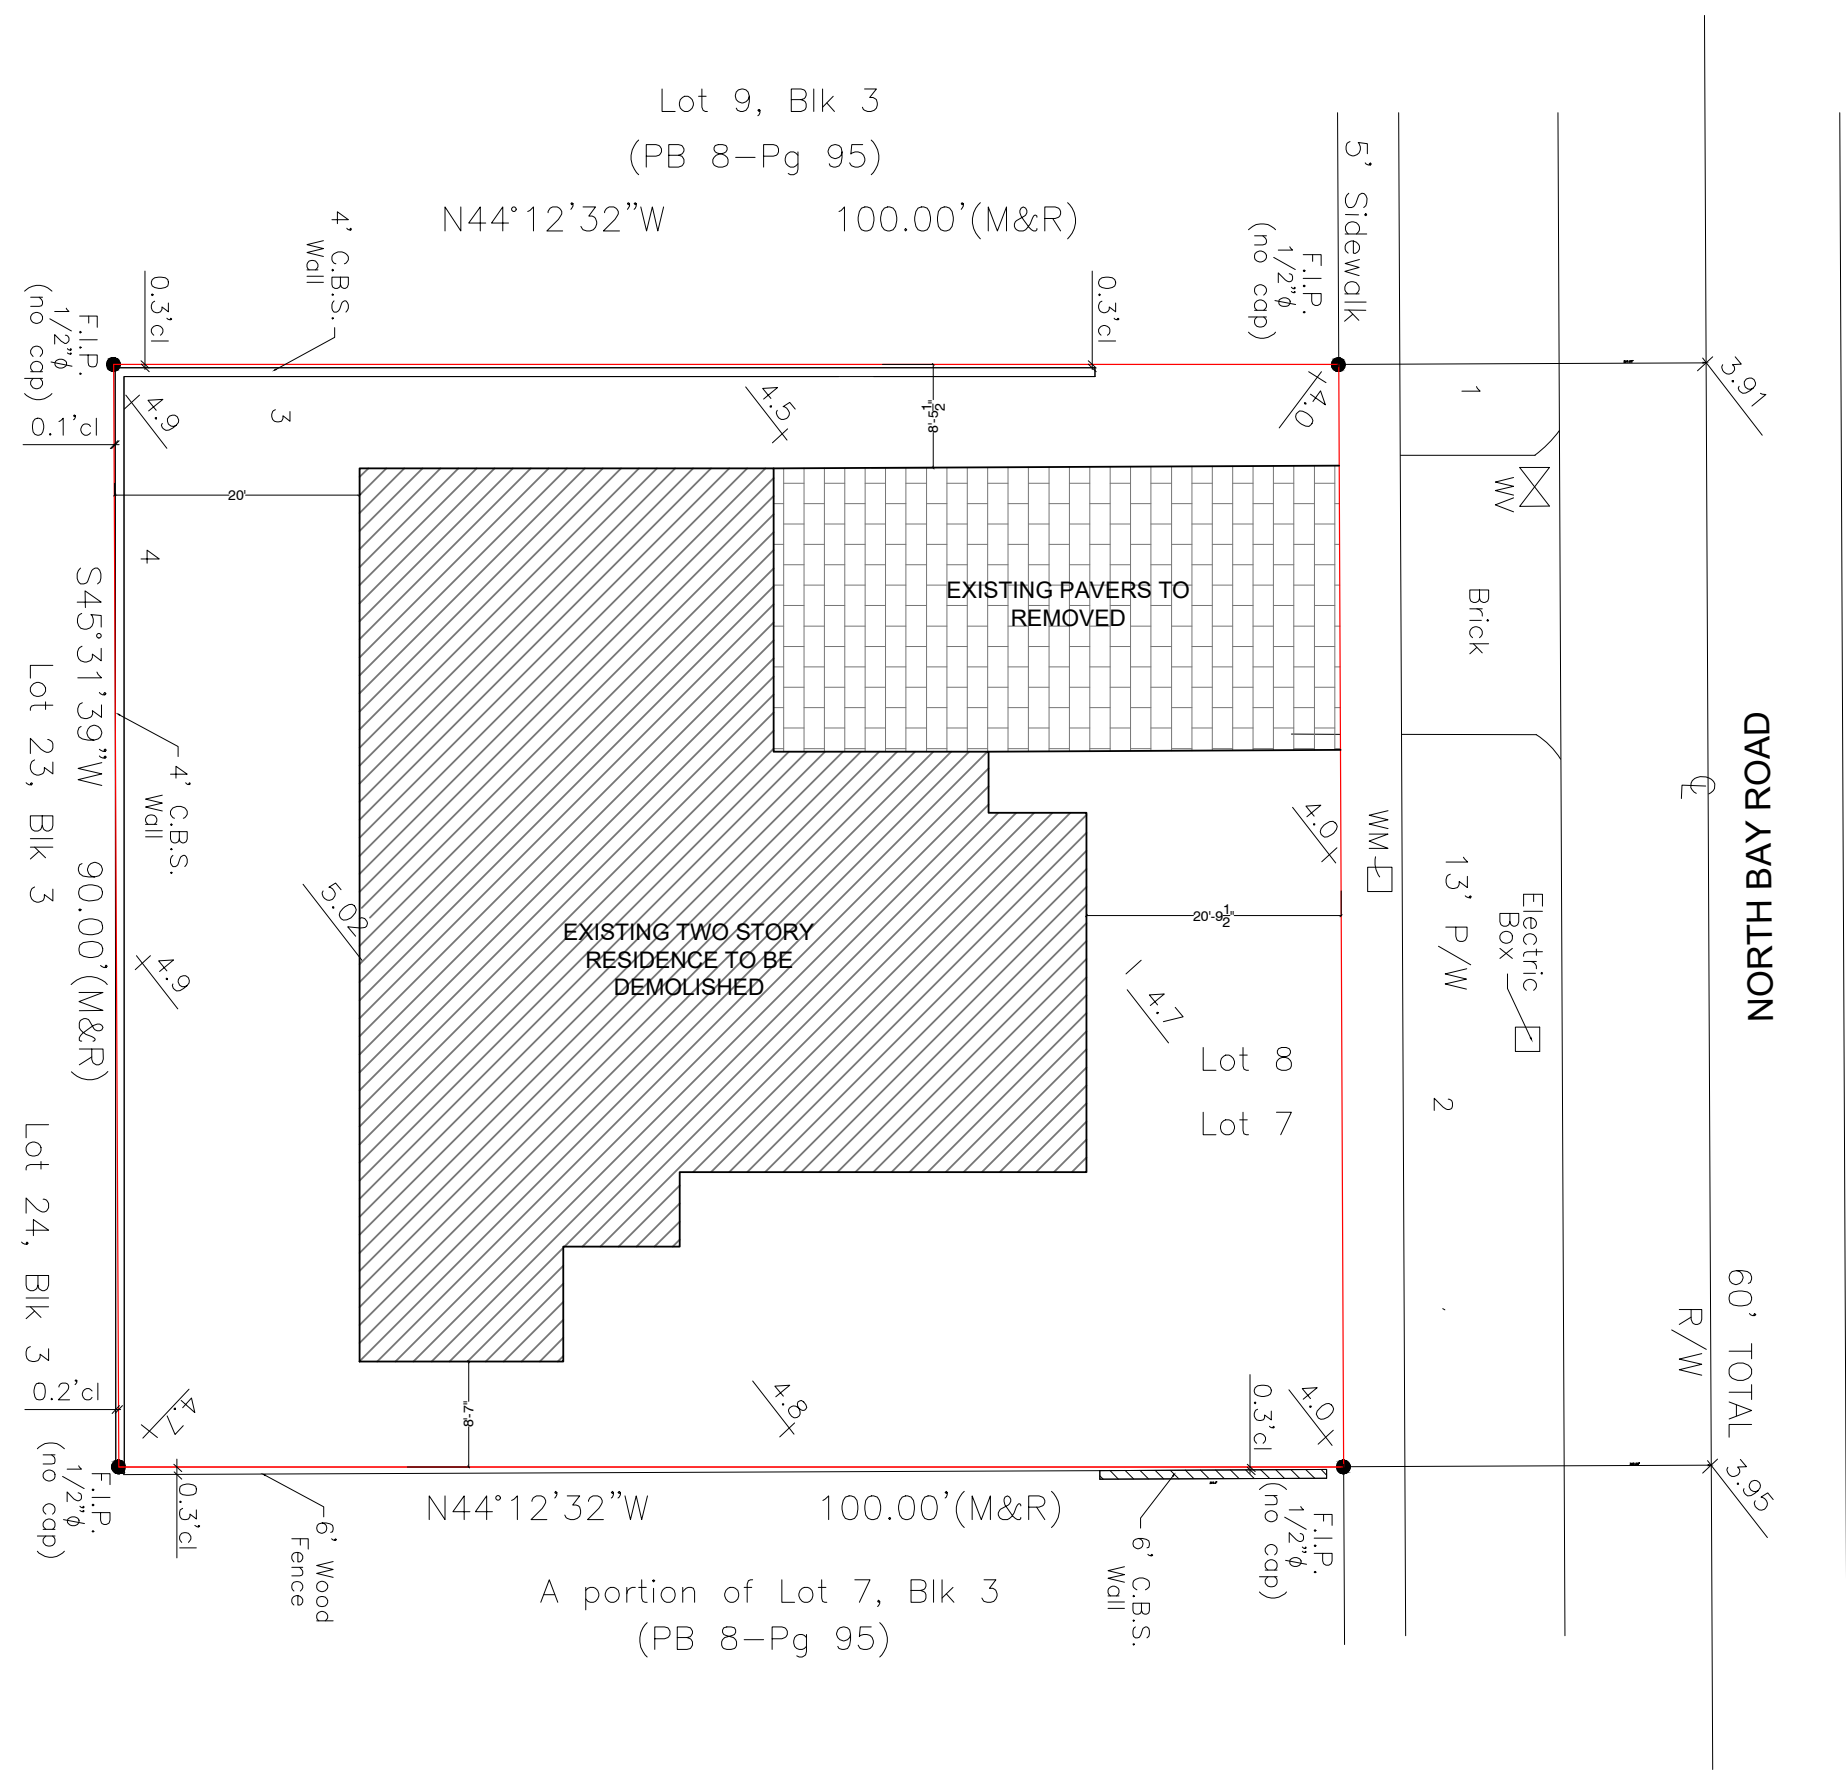 Lot 9, Blk 3
(PB 8-Pg 95)
N44°12'32"W 100.00'(M&R)
4' C.B.S.
Wall
0.3'cl
0.3'cl
F.I.P.
1/2"ø
(no cap)
F.I.P.
1/2"ø
(no cap)
5' Sidewalk
3.91
4.0
4.5
4.9
3
8'-5½"
0.1'cl
20'
4
1
WV
Brick
EXISTING PAVERS TO
REMOVED
S45°31'39"W 90.00'(M&R)
Lot 23, Blk 3
4' C.B.S.
Wall
NORTH BAY ROAD
CL
4.0
WM
13' P/W
Electric
Box
20'-9½"
5.02
EXISTING TWO STORY
RESIDENCE TO BE
DEMOLISHED
4.9
1
4.7
Lot 8
Lot 7
2
Lot 24, Blk 3
60' TOTAL
R/W
0.2'cl
4.7
8'-7"
4.8
0.3'cl
4.0
3.95
F.I.P.
1/2"ø
(no cap)
0.3'cl
6' Wood
Fence
N44°12'32"W 100.00'(M&R)
6' C.B.S.
Wall
F.I.P.
1/2"ø
(no cap)
A portion of Lot 7, Blk 3
(PB 8-Pg 95)